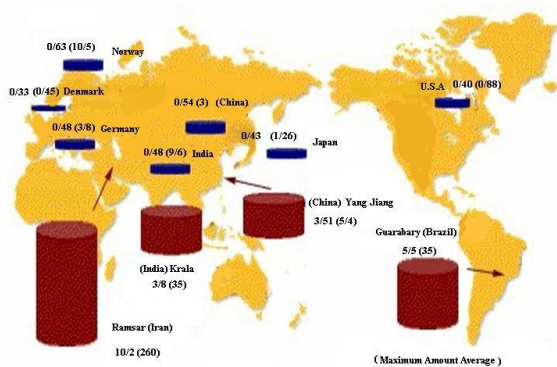 0/63 (10/5) Norway
0/33 (0/45) Denmark
0/54 (3) (China)
U.S.A 0/40 (0/88)
0/48 (3/8) Germany
0/43 (1/26)
Japan
0/48 (9/6) India
(China) Yang Jiang
3/51 (5/4)
Guarabary (Brazil)
5/5 (35)
(India) Krala
3/8 (35)
Ramsar (Iran)
10/2 (260)
(Maximum Amount Average )